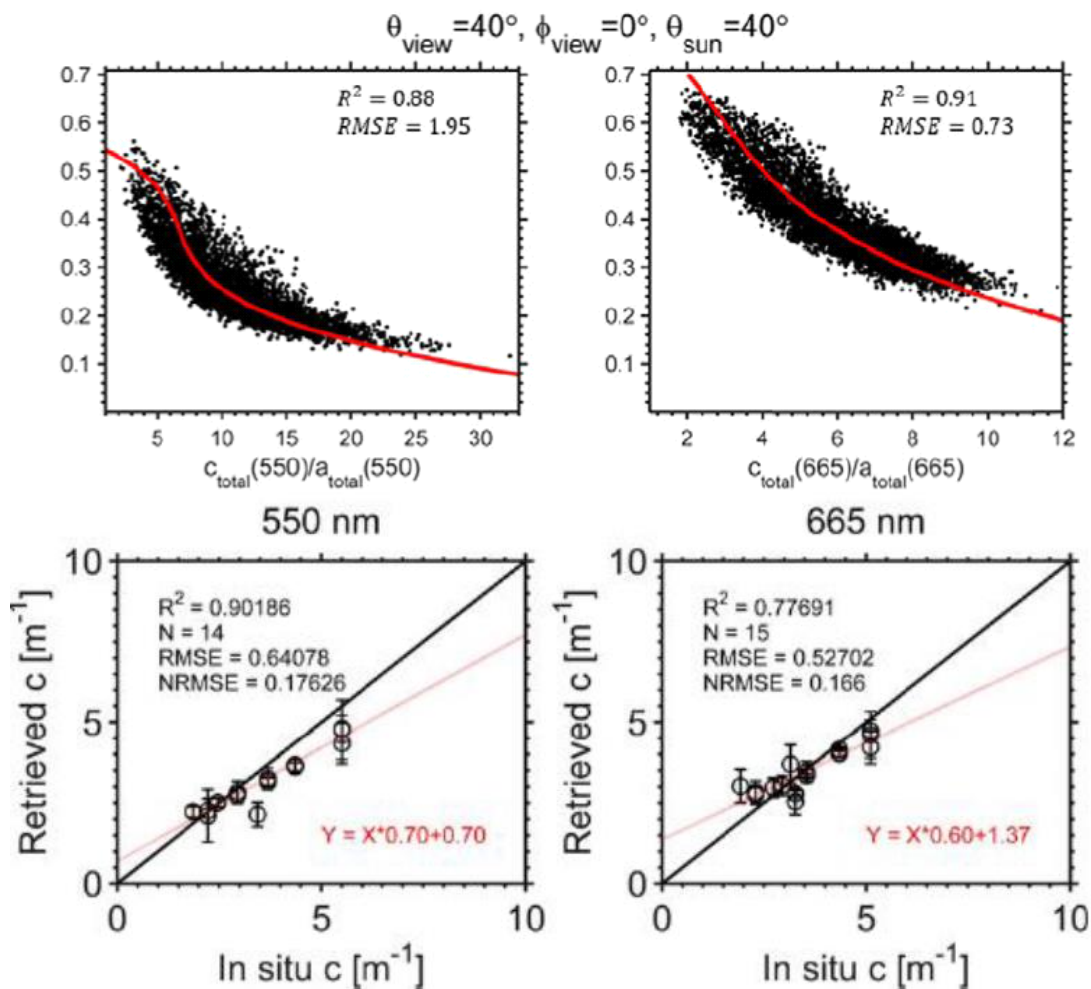 θview=40°, ϕview=0°, θsun=40°
0.7
0.6
0.5
0.4
0.3
0.2
0.1
R² = 0.88
RMSE = 1.95
5 10 15 20 25 30
c_total(550)/a_total(550)
0.7
0.6
0.5
0.4
0.3
0.2
0.1
R² = 0.91
RMSE = 0.73
2 4 6 8 10 12
c_total(665)/a_total(665)
550 nm
10
5
0
Retrieved c [m⁻¹]
R² = 0.90186
N = 14
RMSE = 0.64078
NRMSE = 0.17626
Y = X*0.70+0.70
0 5 10
In situ c [m⁻¹]
665 nm
10
5
0
Retrieved c [m⁻¹]
R² = 0.77691
N = 15
RMSE = 0.52702
NRMSE = 0.166
Y = X*0.60+1.37
0 5 10
In situ c [m⁻¹]